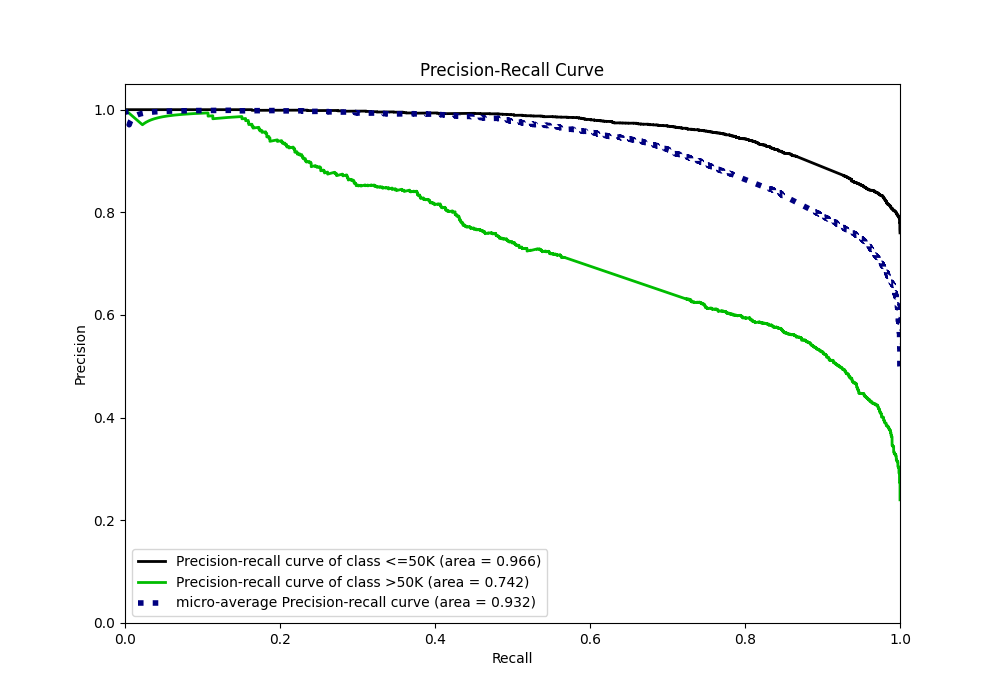 Precision-Recall Curve
1.0
0.8
0.6
0.4
0.2
0.0
Precision
Precision-recall curve of class <=50K (area = 0.966)
Precision-recall curve of class >50K (area = 0.742)
micro-average Precision-recall curve (area = 0.932)
0.0 0.2 0.4 0.6 0.8 1.0
Recall